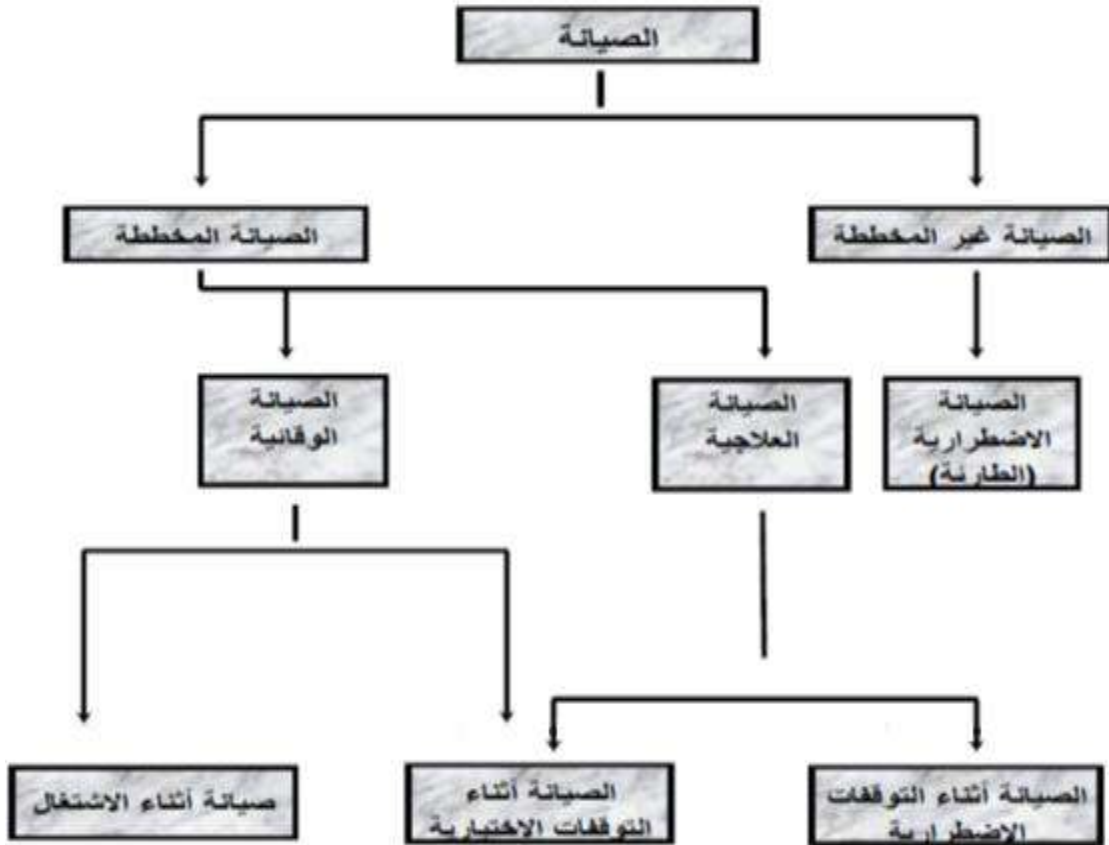 الصيانة
الصيانة غير المخططة
الصيانة المخططة
الصيانة
الاضطرارية
(الطارئة)
الصيانة
العلاجية
الصيانة
الوقائية
الصيانة أثناء التوقفات
الاضطرارية
الصيانة أثناء
التوقفات الاختيارية
صيانة أثناء الاشتغال